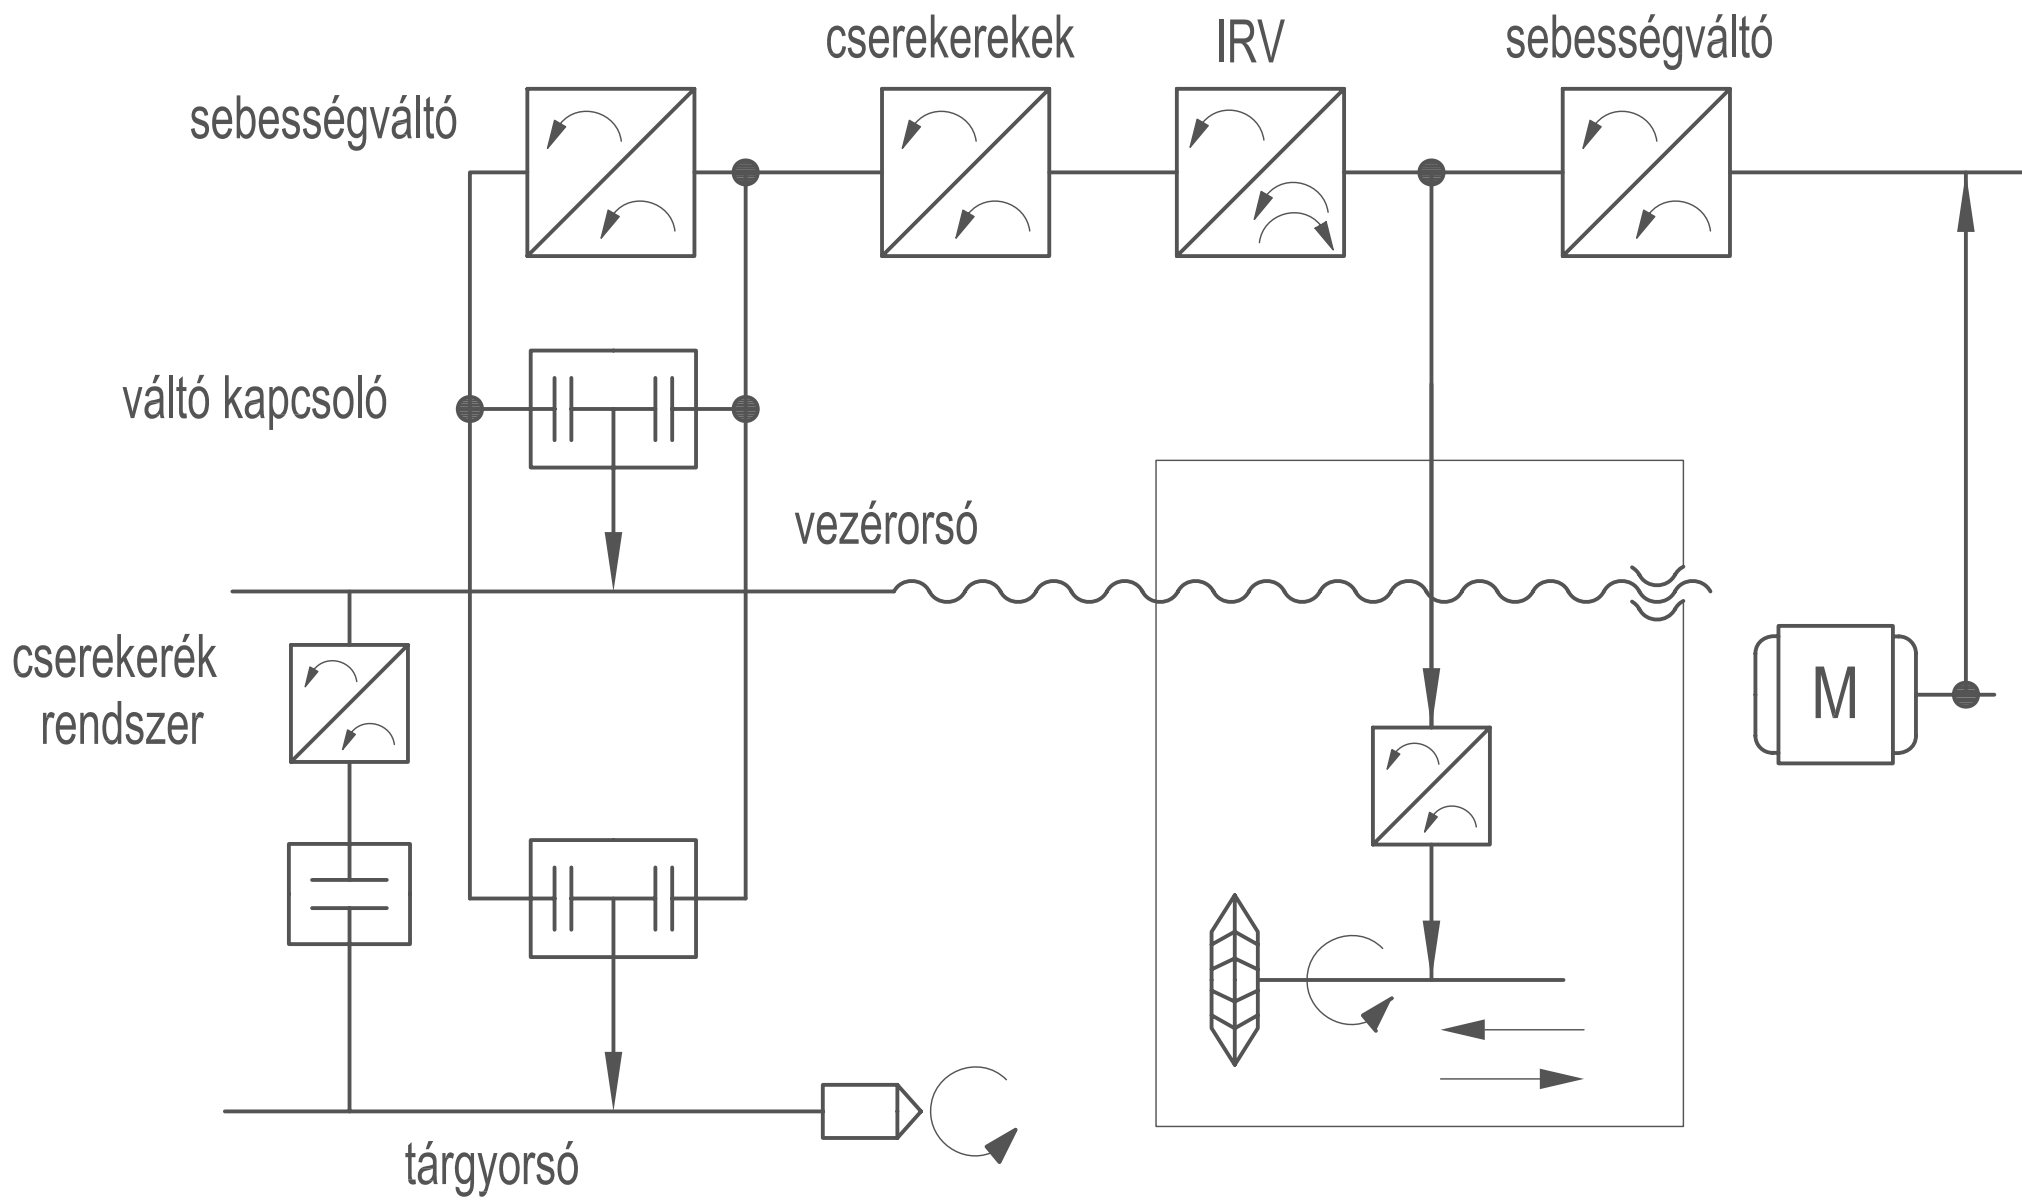 cserekerekek
IRV
sebességváltó
sebességváltó
váltó kapcsoló
vezérorsó
cserekerék
rendszer
M
tárgyorsó